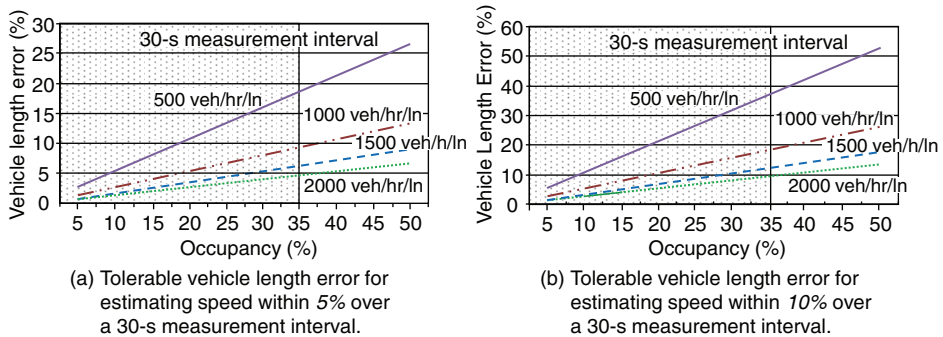 Vehicle length error (%)
30
25
20
15
10
5
0
30-s measurement interval
500 veh/hr/ln
1000 veh/hr/ln
1500 veh/h/ln
2000 veh/hr/ln
5 10 15 20 25 30 35 40 45 50
Occupancy (%)
(a) Tolerable vehicle length error for
estimating speed within 5% over
a 30-s measurement interval.
Vehicle Length Error (%)
60
50
40
30
20
10
0
30-s measurement interval
500 veh/hr/ln
1000 veh/hr/ln
1500 veh/h/ln
2000 veh/hr/ln
5 10 15 20 25 30 35 40 45 50
Occupancy (%)
(b) Tolerable vehicle length error for
estimating speed within 10% over
a 30-s measurement interval.